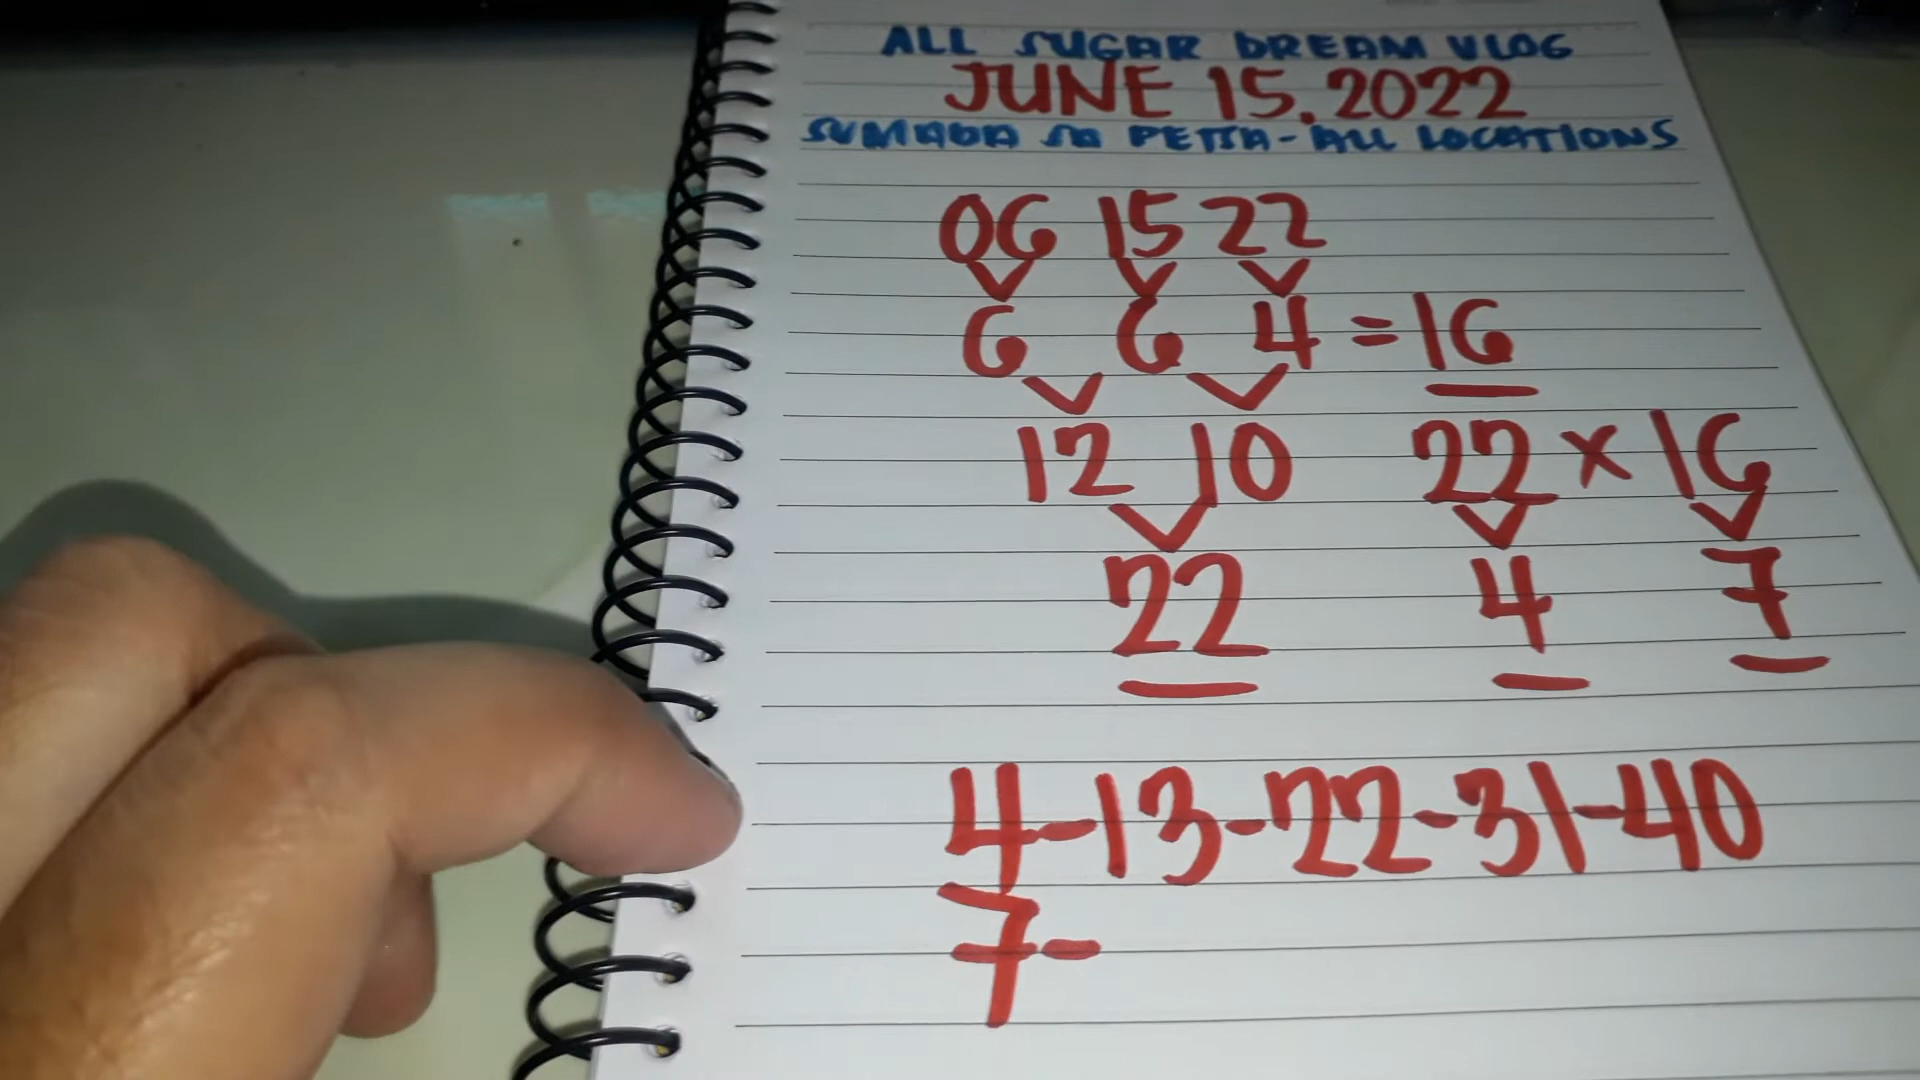 ALL SUGAR DREAM VLOG
JUNE 15.2022
SUMADA SA PETSA-ALL LOCATIONS
06 15 22
6 6 4 = 16
12 10 22 x 16
22 4 7
4-13-22-31-40
7-